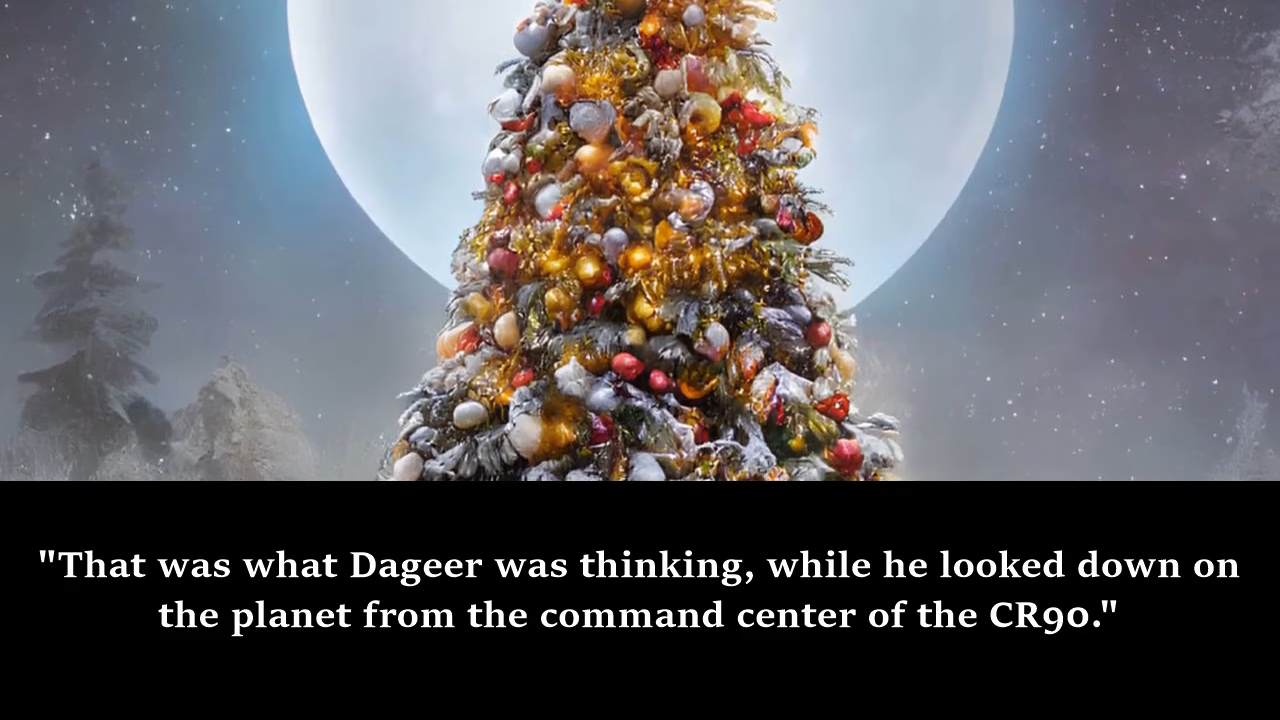 "That was what Dageer was thinking, while he looked down on
the planet from the command center of the CR90."